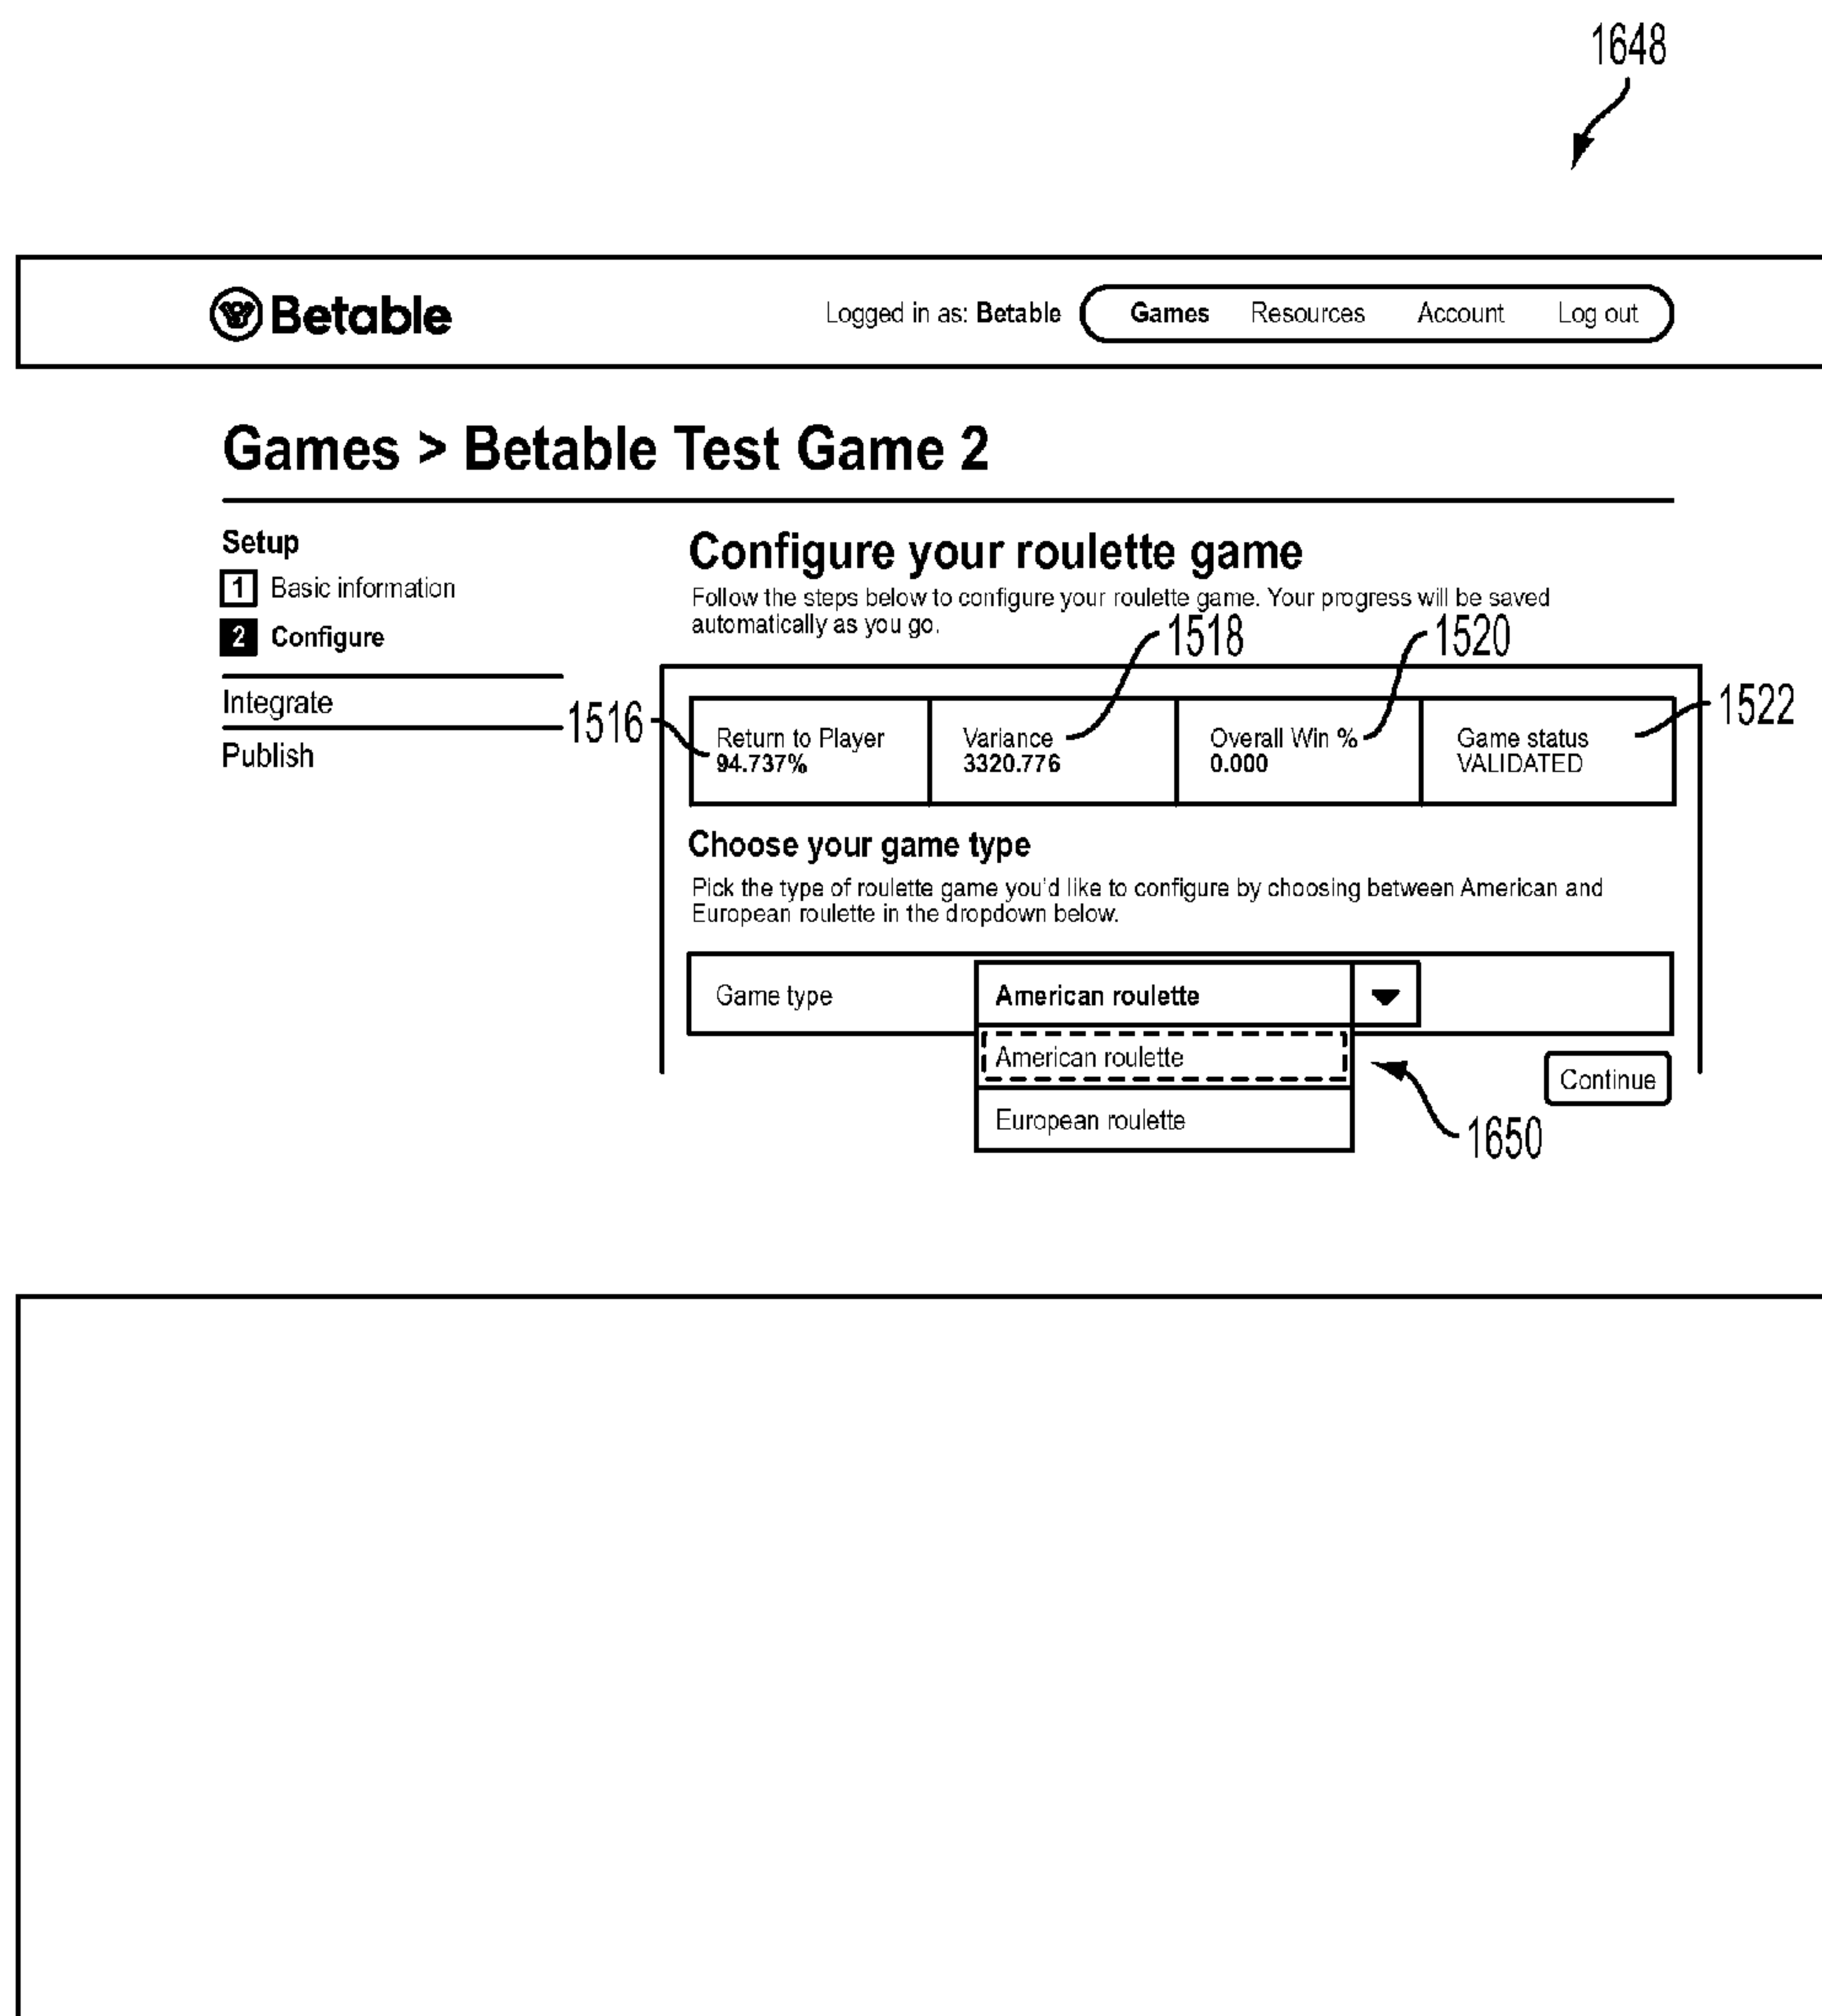 1648
Betable
Logged in as: Betable Games Resources Account Log out
Games > Betable Test Game 2
Setup
1 Basic information
2 Configure
Integrate
Publish
Configure your roulette game
Follow the steps below to configure your roulette game. Your progress will be saved
automatically as you go.
1518 1520
1516 1522
Return to Player Variance Overall Win % Game status
94.737% 3320.776 0.000 VALIDATED
Choose your game type
Pick the type of roulette game you'd like to configure by choosing between American and
European roulette in the dropdown below.
Game type American roulette
American roulette
Continue
European roulette
1650